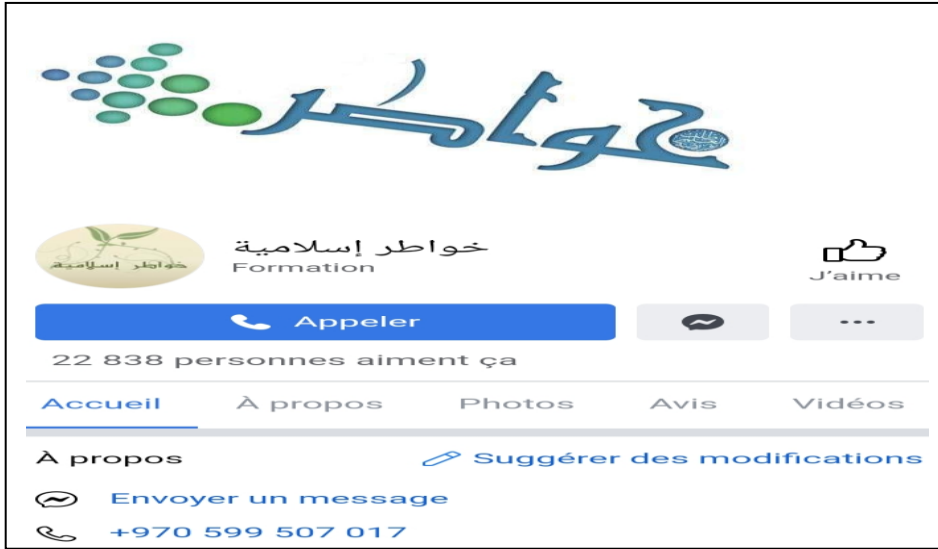 خواطر
خواطر إسلامية
خواطر إسلامية
Formation
J'aime
Appeler
22 838 personnes aiment ça
Accueil À propos Photos Avis Vidéos
À propos Suggérer des modifications
Envoyer un message
+970 599 507 017